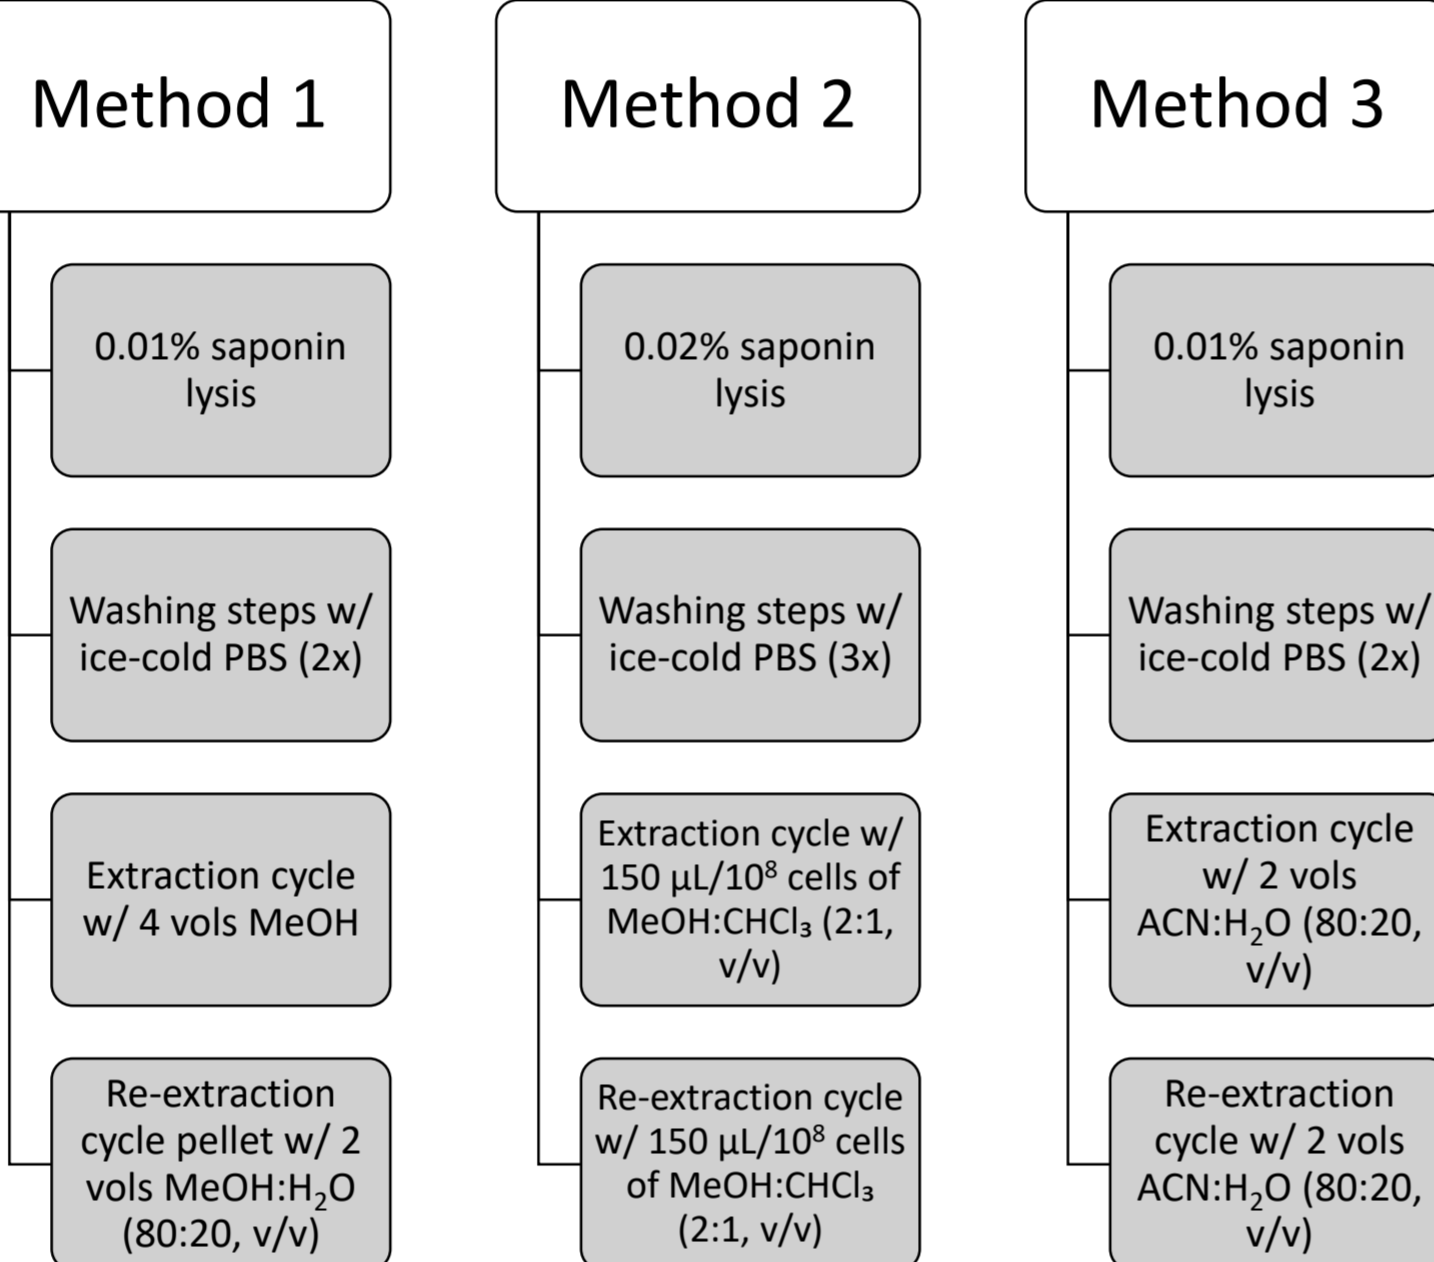 Method 1
0.01% saponin
lysis
Washing steps w/
ice-cold PBS (2x)
Extraction cycle
w/ 4 vols MeOH
Re-extraction
cycle pellet w/ 2
vols MeOH:H₂O
(80:20, v/v)
Method 2
0.02% saponin
lysis
Washing steps w/
ice-cold PBS (3x)
Extraction cycle w/
150 µL/10⁸ cells of
MeOH:CHCl₃ (2:1,
v/v)
Re-extraction cycle
w/ 150 µL/10⁸ cells
of MeOH:CHCl₃
(2:1, v/v)
Method 3
0.01% saponin
lysis
Washing steps w/
ice-cold PBS (2x)
Extraction cycle
w/ 2 vols
ACN:H₂O (80:20,
v/v)
Re-extraction
cycle w/ 2 vols
ACN:H₂O (80:20,
v/v)